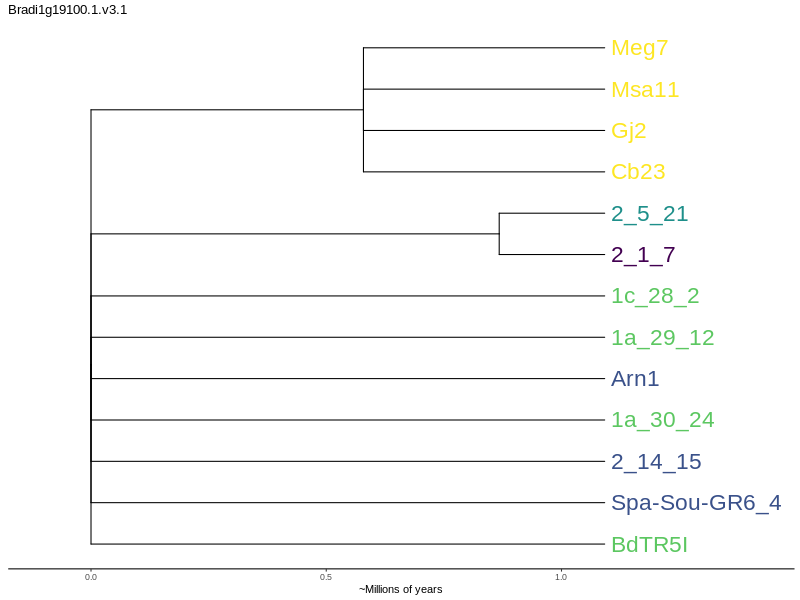 Bradi1g19100.1.v3.1
Meg7
Msa11
Gj2
Cb23
2_5_21
2_1_7
1c_28_2
1a_29_12
Arn1
1a_30_24
2_14_15
Spa-Sou-GR6_4
BdTR5I
0.0 0.5 1.0
~Millions of years